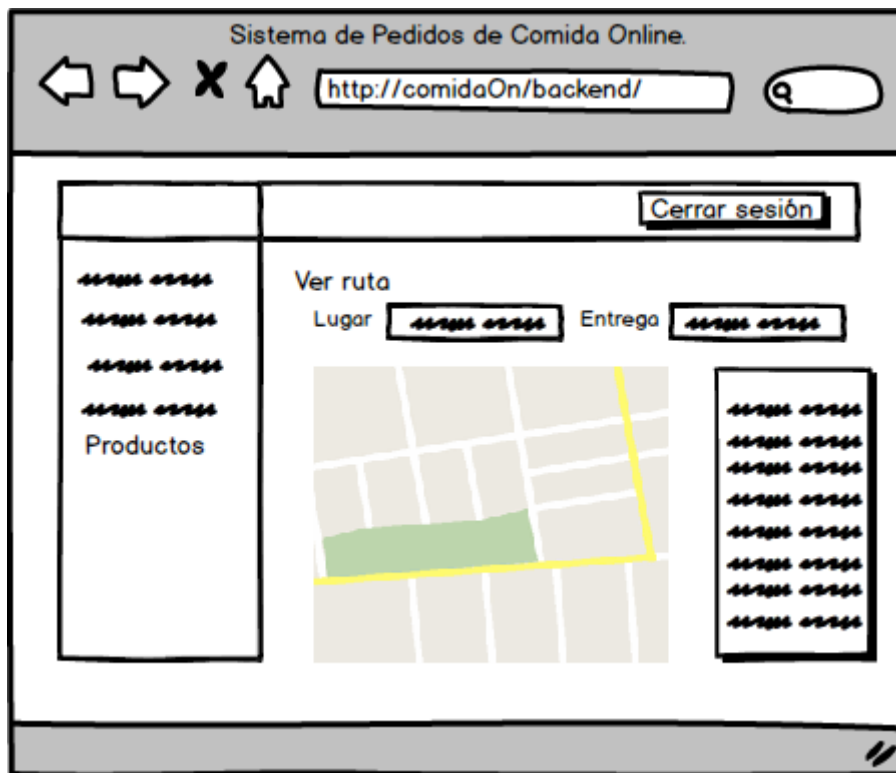 Sistema de Pedidos de Comida Online.
http://comidaOn/backend/
Cerrar sesión
Ver ruta
Lugar
Entrega
Productos